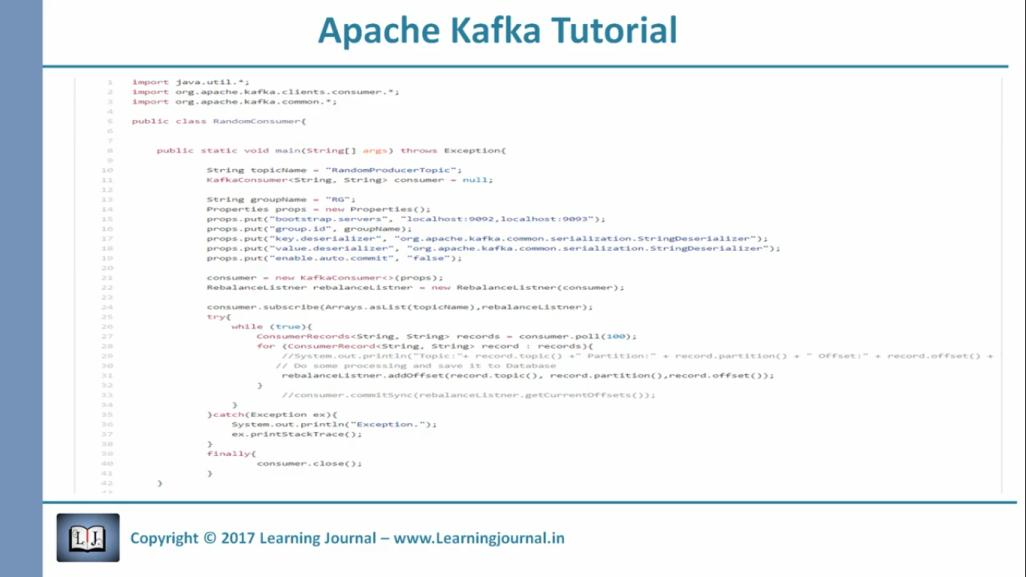 Apache Kafka Tutorial
1 import java.util.*;
2 import org.apache.kafka.clients.consumer.*;
3 import org.apache.kafka.common.*;
4
5 public class RandomConsumer{
6
7
8 public static void main(String[] args) throws Exception{
9
10 String topicName = "RandomProducerTopic";
11 KafkaConsumer<String, String> consumer = null;
12
13 String groupName = "RG";
14 Properties props = new Properties();
15 props.put("bootstrap.servers", "localhost:9092,localhost:9093");
16 props.put("group.id", groupName);
17 props.put("key.deserializer", "org.apache.kafka.common.serialization.StringDeserializer");
18 props.put("value.deserializer", "org.apache.kafka.common.serialization.StringDeserializer");
19 props.put("enable.auto.commit", "false");
20
21 consumer = new KafkaConsumer<>(props);
22 RebalanceListner rebalanceListner = new RebalanceListner(consumer);
23
24 consumer.subscribe(Arrays.asList(topicName),rebalanceListner);
25 try{
26 while (true){
27 ConsumerRecords<String, String> records = consumer.poll(100);
28 for (ConsumerRecord<String, String> record : records){
29 //System.out.println("Topic:"+ record.topic() +" Partition:" + record.partition() + " Offset:" + record.offset() +
30 // Do some processing and save it to Database
31 rebalanceListner.addOffset(record.topic(), record.partition(),record.offset());
32 }
33 //consumer.commitSync(rebalanceListner.getCurrentOffsets());
34 }
35 }catch(Exception ex){
36 System.out.println("Exception.");
37 ex.printStackTrace();
38 }
39 finally{
40 consumer.close();
41 }
42 }
LJ
Copyright © 2017 Learning Journal – www.Learningjournal.in